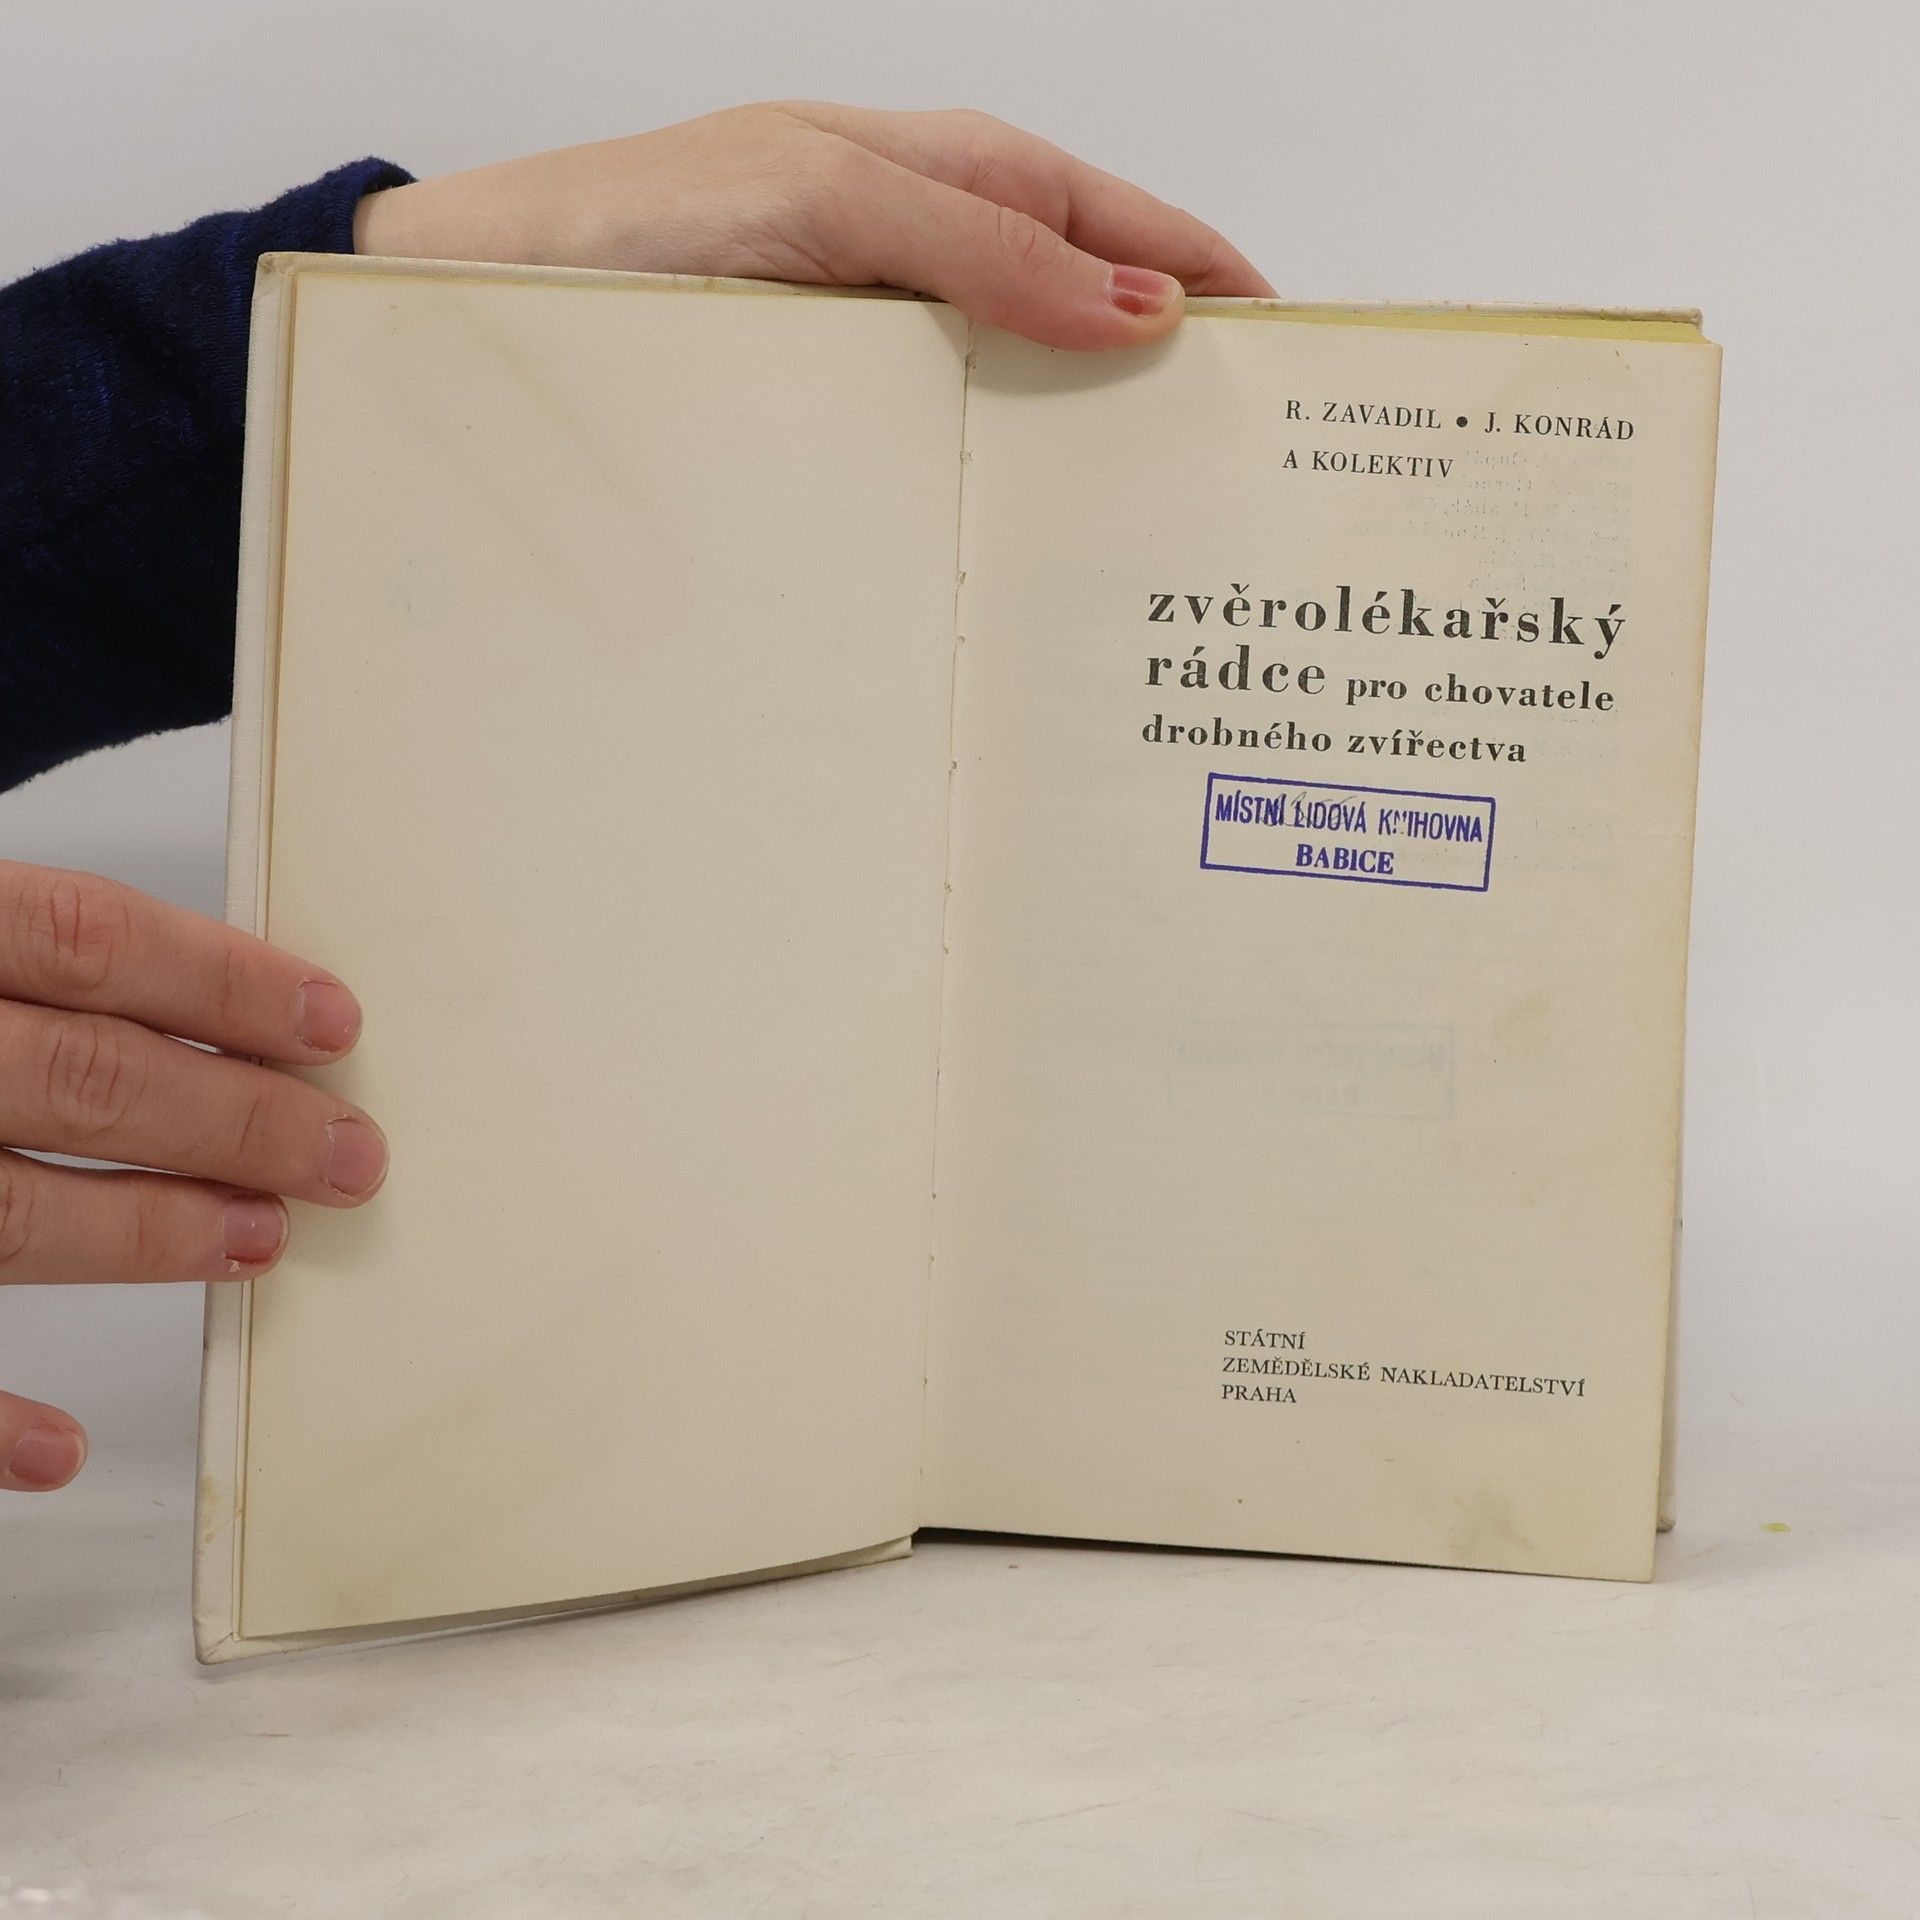 R. ZAVADIL • J. KONRÁD
A KOLEKTIV
zvěrolékařský
rádce pro chovatele
drobného zvířectva
MÍSTNÍ LIDOVÁ KNIHOVNA
BABICE
STÁTNÍ
ZEMĚDĚLSKÉ NAKLADATELSTVÍ
PRAHA